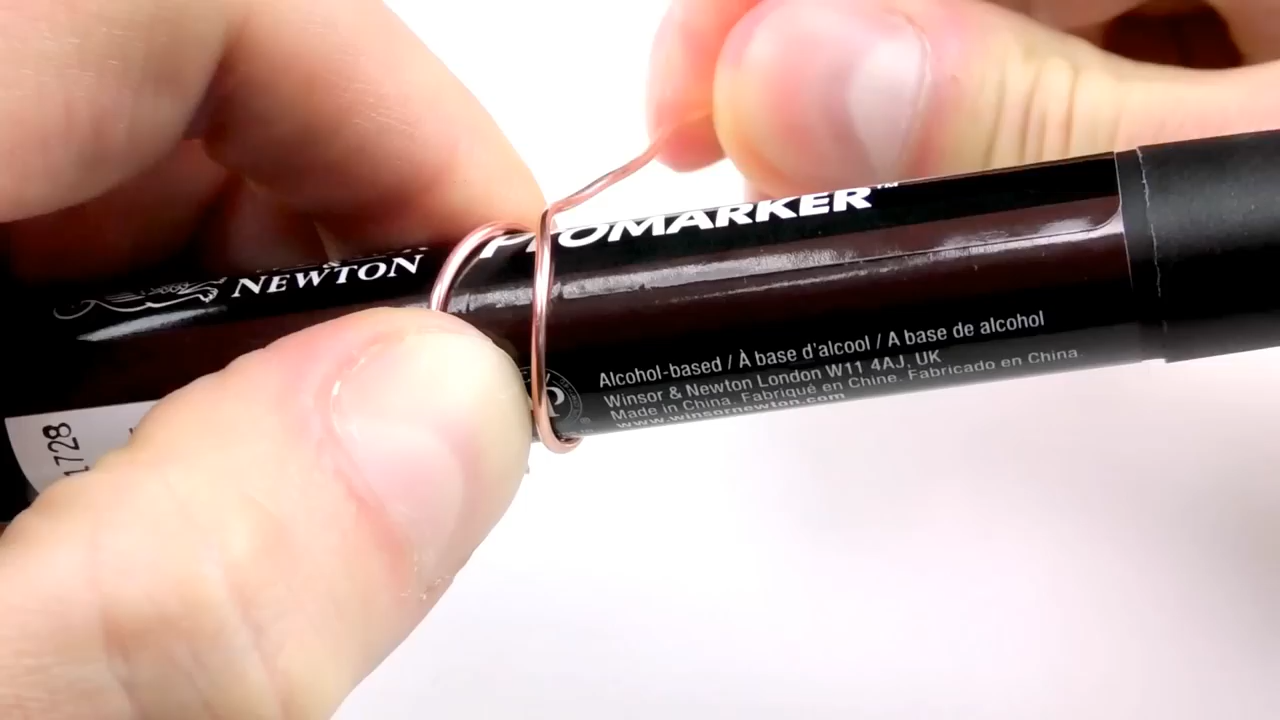 NEWTON
PROMARKER™
1728
Alcohol-based / À base d'alcool / A base de alcohol
Winsor & Newton London W11 4AJ, UK
Made in China. Fabriqué en Chine. Fabricado en China.
www.winsornewton.com